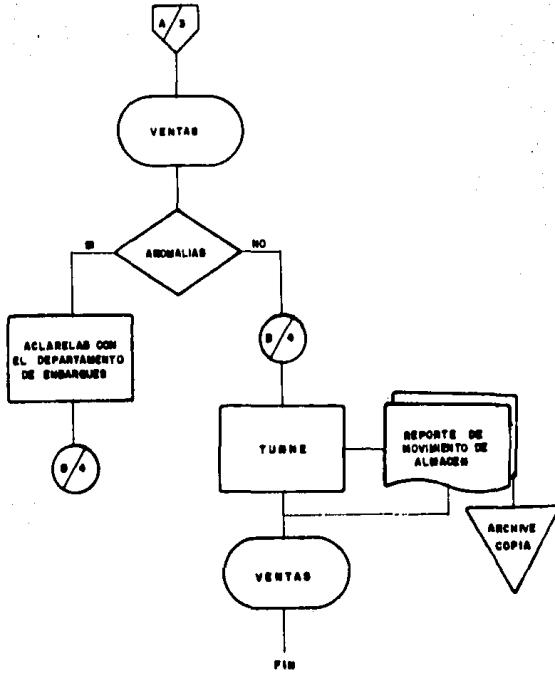 A/3
VENTAS
ANOMALIAS
SI
NO
ACLARELAS CON
EL DEPARTAMENTO
DE EMBARQUES
B/4
B/4
TURNE
REPORTE DE
MOVIMIENTO DE
ALMACEN
ARCHIVE
COPIA
VENTAS
FIN